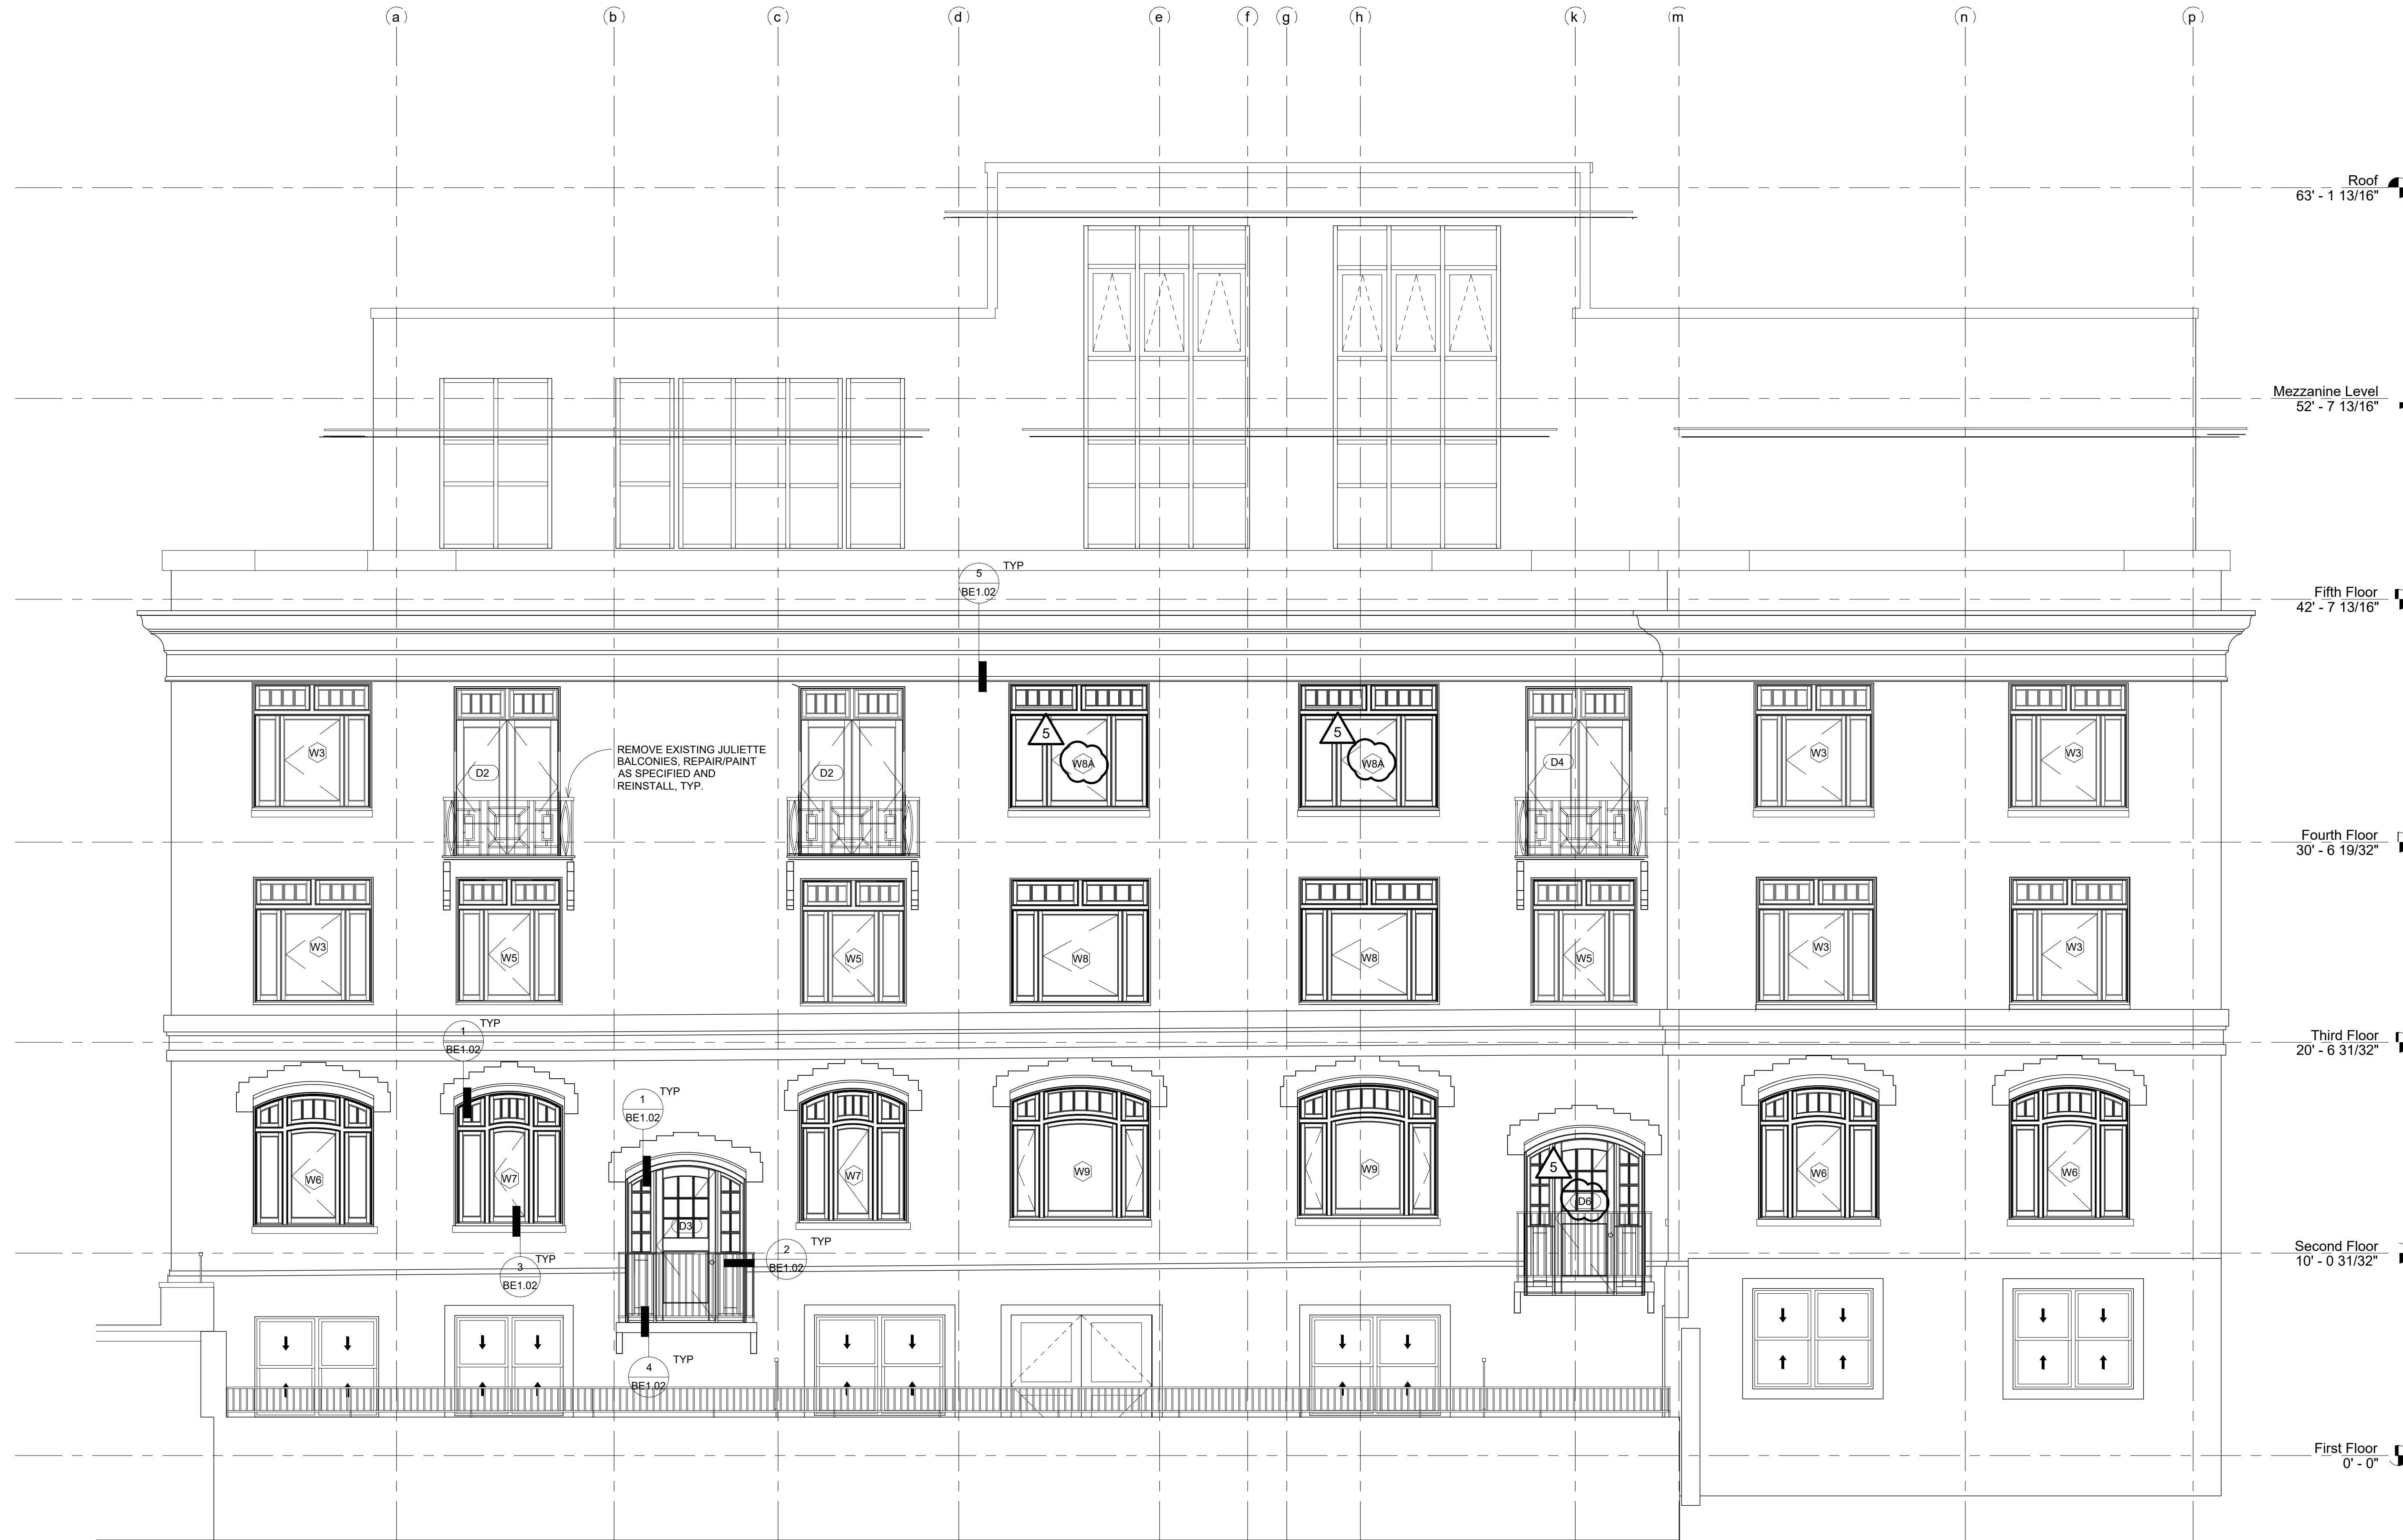 a
b
c
d
e
f
g
h
k
m
n
p
Roof
63' - 1 13/16"
Mezzanine Level
52' - 7 13/16"
5
TYP
BE1.02
Fifth Floor
42' - 7 13/16"
W3
D2
REMOVE EXISTING JULIETTE
BALCONIES, REPAIR/PAINT
AS SPECIFIED AND
REINSTALL, TYP.
D2
5
W8A
5
W8A
D4
W3
W3
Fourth Floor
30' - 6 19/32"
W3
W5
W5
W8
W8
W5
W3
W3
1
TYP
BE1.02
Third Floor
20' - 6 31/32"
1
TYP
BE1.02
W6
W7
W7
W9
W9
5
D6
W6
W6
D3
2
TYP
BE1.02
3
TYP
BE1.02
Second Floor
10' - 0 31/32"
4
TYP
BE1.02
First Floor
0' - 0"